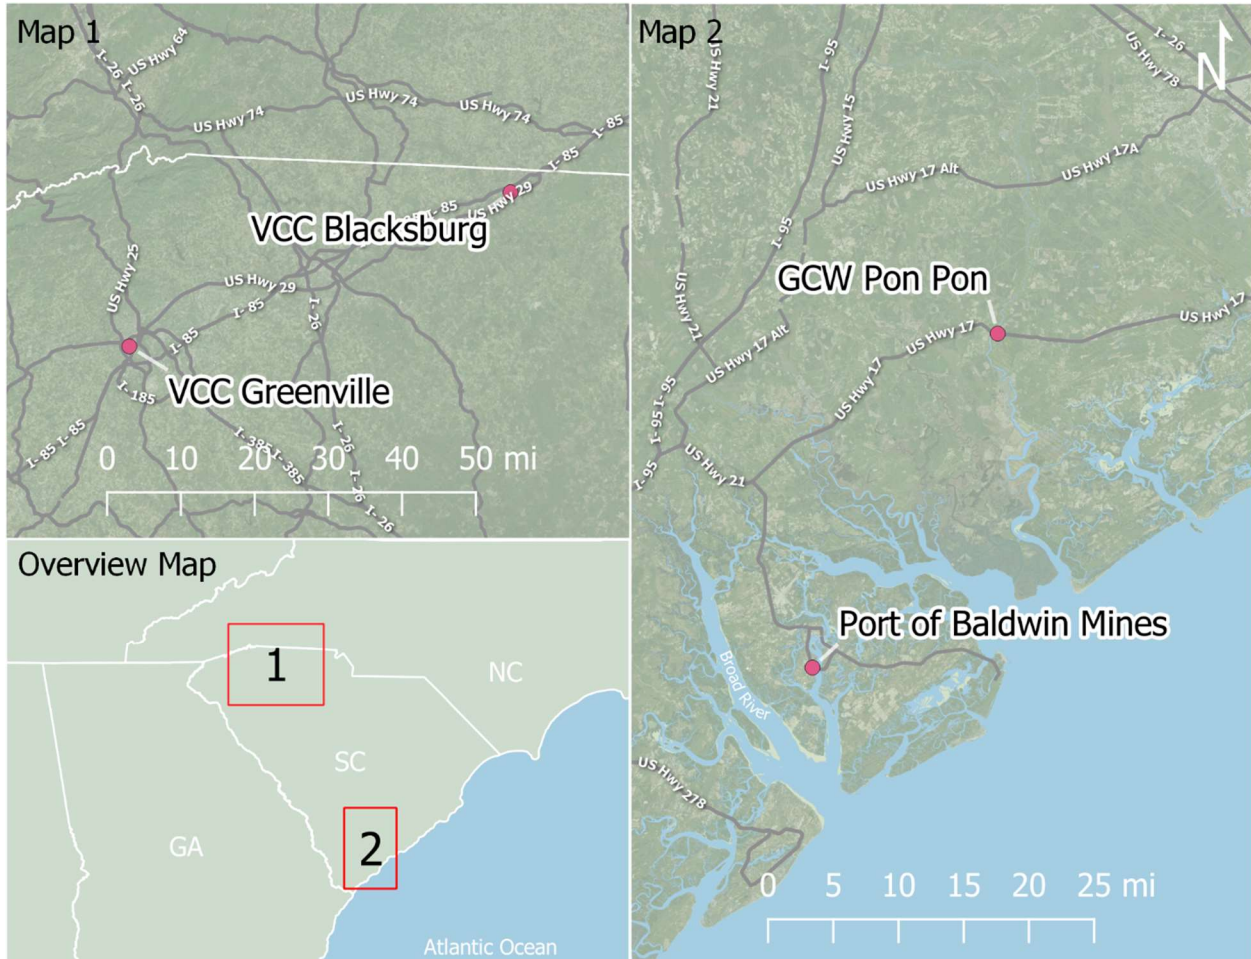 Map 1
US Hwy 64
I- 26
I- 26
US Hwy 74
US Hwy 74
US Hwy 74
I- 85
I- 85
US Hwy 25
VCC Blacksburg
I- 85
US Hwy 29
US Hwy 29
I- 85
I- 26
I- 85
VCC Greenville
I- 185
I- 85
I- 85
I- 385
I- 385
I- 26
I- 26
I- 26
0 10 20 30 40 50 mi
Overview Map
1
NC
SC
GA
2
Atlantic Ocean
Map 2
N
US Hwy 21
I- 95
US Hwy 15
I- 26
US Hwy 78
US Hwy 17 Alt
US Hwy 17A
I- 95
GCW Pon Pon
US Hwy 21
US Hwy 17 Alt
US Hwy 17
US Hwy 17
US Hwy 17
I- 95
I- 95
I- 95
US Hwy 21
Port of Baldwin Mines
Broad River
US Hwy 278
0 5 10 15 20 25 mi